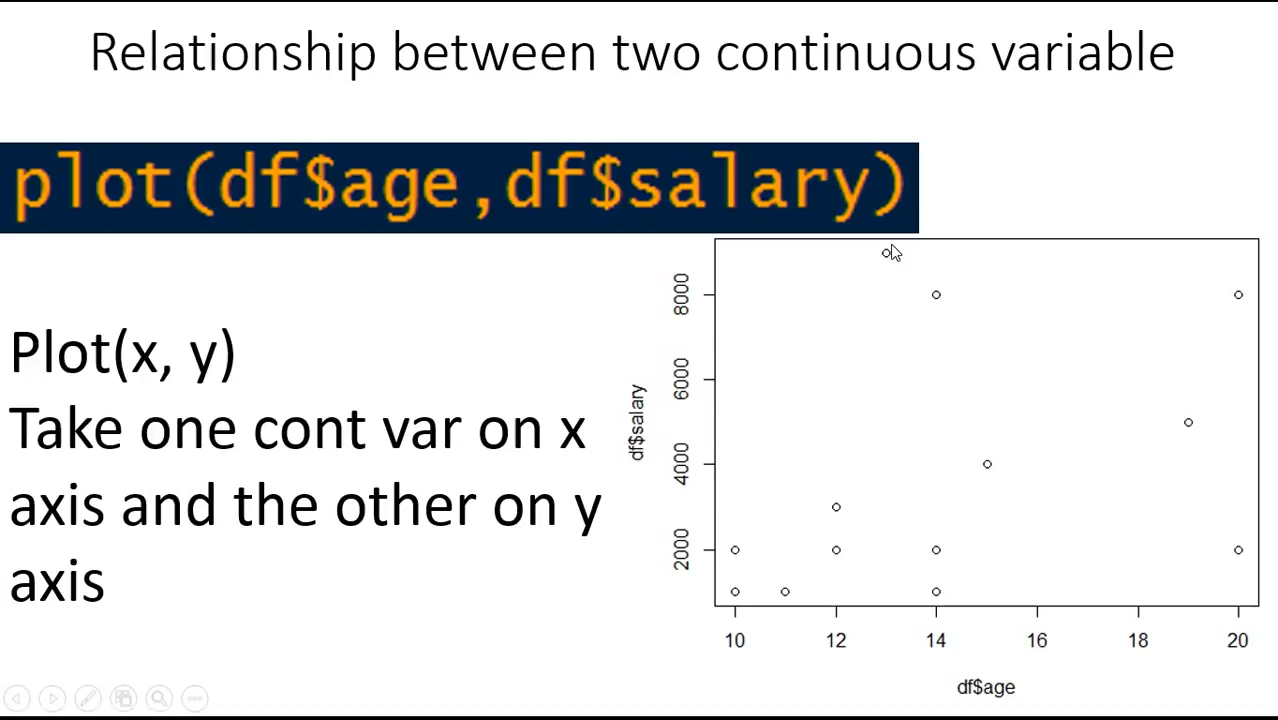 Relationship between two continuous variable
plot(df$age,df$salary)
Plot(x, y)
Take one cont var on x
axis and the other on y
axis
df$salary
8000
6000
4000
2000
10 12 14 16 18 20
df$age